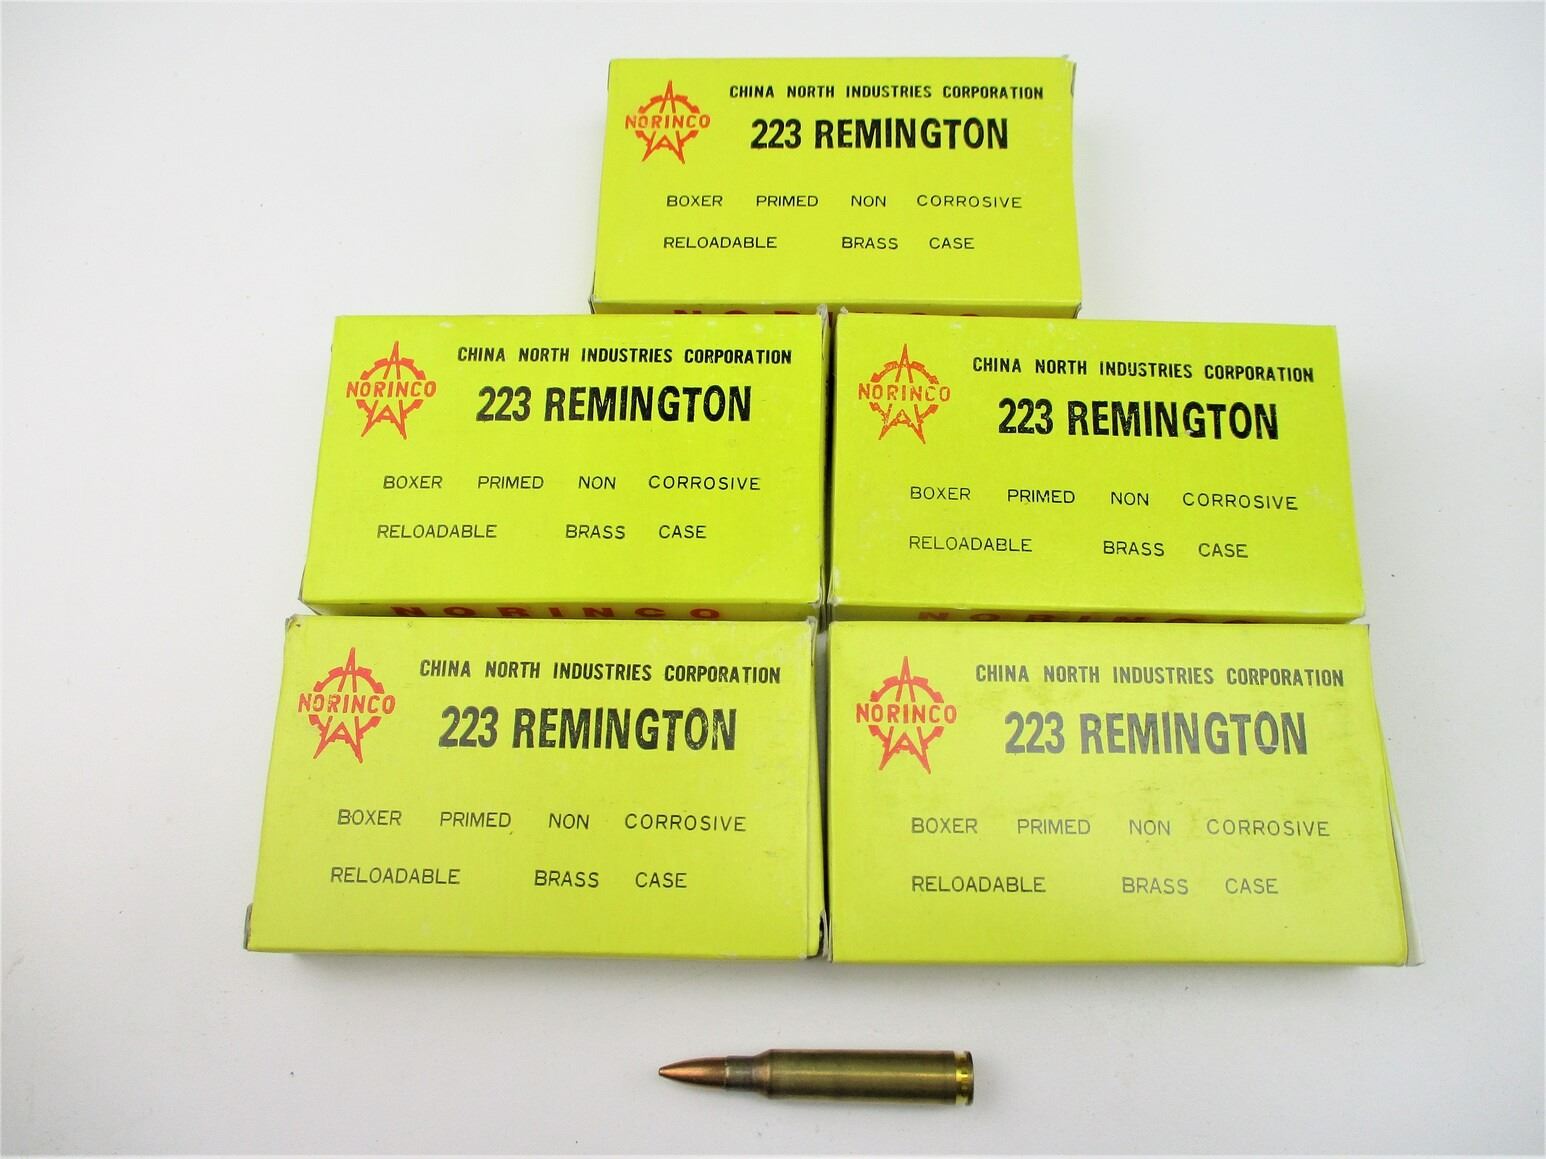 NORINCO
CHINA NORTH INDUSTRIES CORPORATION
223 REMINGTON
BOXER PRIMED NON CORROSIVE
RELOADABLE BRASS CASE
NORINCO
NORINCO
CHINA NORTH INDUSTRIES CORPORATION
223 REMINGTON
BOXER PRIMED NON CORROSIVE
RELOADABLE BRASS CASE
NORINCO
NORINCO
CHINA NORTH INDUSTRIES CORPORATION
223 REMINGTON
BOXER PRIMED NON CORROSIVE
RELOADABLE BRASS CASE
NORINCO
NORINCO
CHINA NORTH INDUSTRIES CORPORATION
223 REMINGTON
BOXER PRIMED NON CORROSIVE
RELOADABLE BRASS CASE
NORINCO
CHINA NORTH INDUSTRIES CORPORATION
223 REMINGTON
BOXER PRIMED NON CORROSIVE
RELOADABLE BRASS CASE